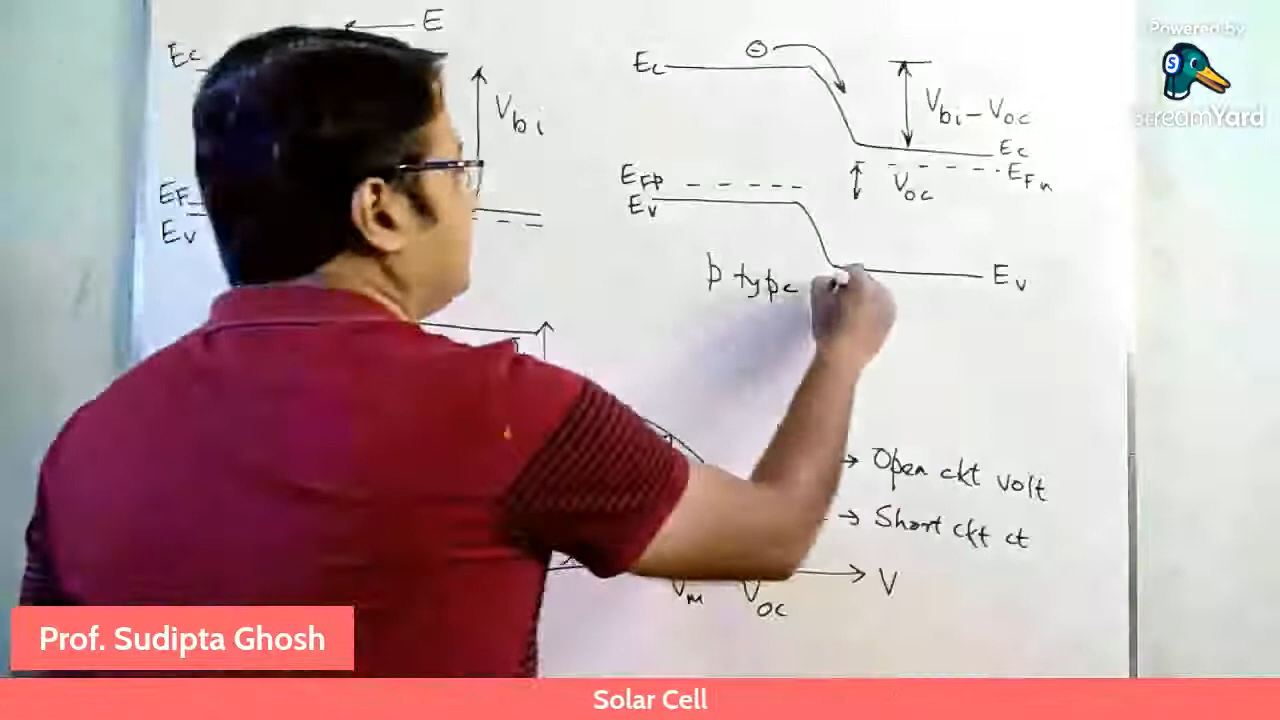 E
Ec
Vbi
EF
Ev
Ec
Vbi - Voc
Ec
EFn
EFp
Voc
Ev
p type
Ev
Open ckt volt
Short ckt ct
V
Vm Voc
Prof. Sudipta Ghosh
Solar Cell
Powered by
StreamYard
S